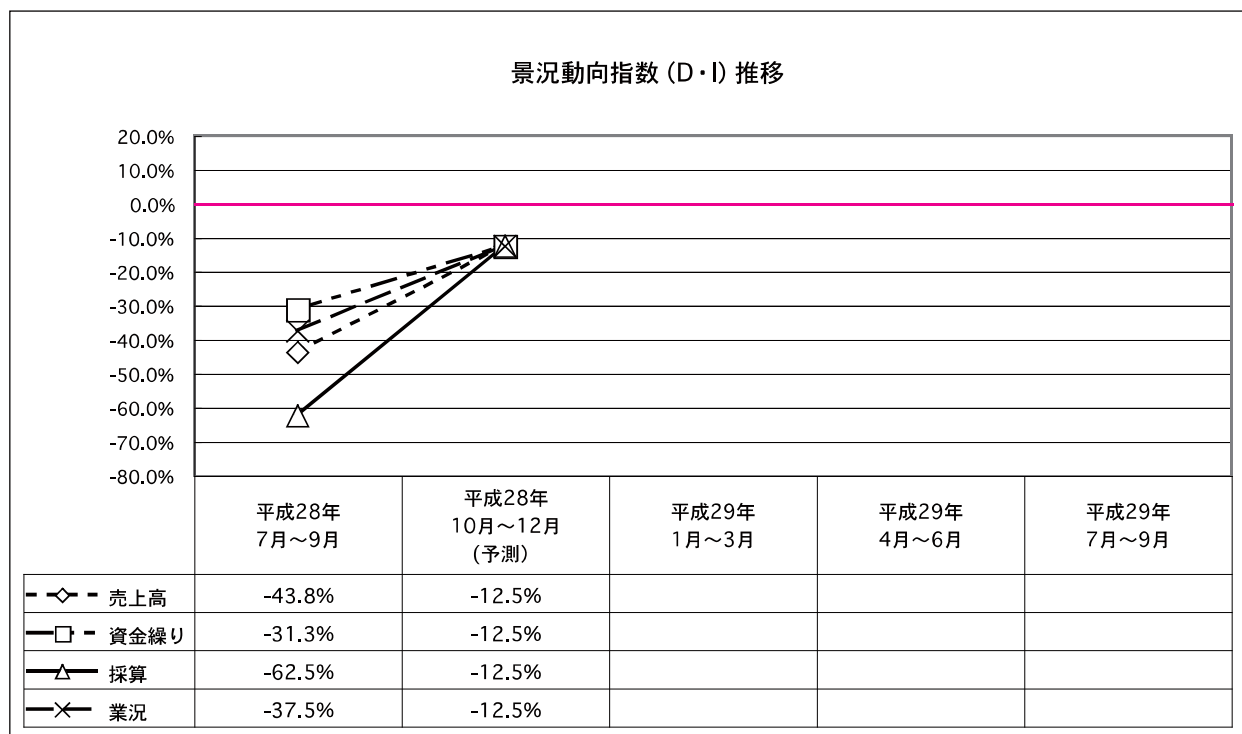 景況動向指数(D・I)推移
20.0%
10.0%
0.0%
-10.0%
-20.0%
-30.0%
-40.0%
-50.0%
-60.0%
-70.0%
-80.0%
平成28年
7月～9月
平成28年
10月～12月
(予測)
平成29年
1月～3月
平成29年
4月～6月
平成29年
7月～9月
売上高 -43.8% -12.5%
資金繰り -31.3% -12.5%
採算 -62.5% -12.5%
業況 -37.5% -12.5%